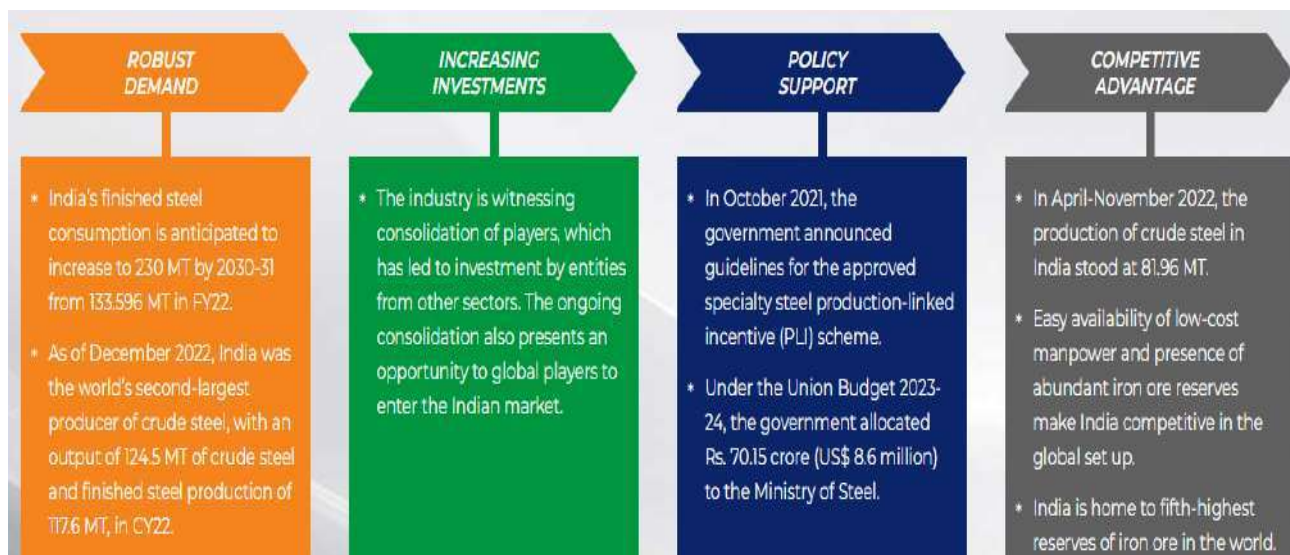 ROBUST
DEMAND
* India's finished steel
consumption is anticipated to
increase to 230 MT by 2030-31
from 133.596 MT in FY22.
* As of December 2022, India was
the world's second-largest
producer of crude steel, with an
output of 124.5 MT of crude steel
and finished steel production of
117.6 MT, in CY22.
INCREASING
INVESTMENTS
* The industry is witnessing
consolidation of players, which
has led to investment by entities
from other sectors. The ongoing
consolidation also presents an
opportunity to global players to
enter the Indian market.
POLICY
SUPPORT
* In October 2021, the
government announced
guidelines for the approved
specialty steel production-linked
incentive (PLI) scheme.
* Under the Union Budget 2023-
24, the government allocated
Rs. 70.15 crore (US$ 8.6 million)
to the Ministry of Steel.
COMPETITIVE
ADVANTAGE
* In April-November 2022, the
production of crude steel in
India stood at 81.96 MT.
* Easy availability of low-cost
manpower and presence of
abundant iron ore reserves
make India competitive in the
global set up.
* India is home to fifth-highest
reserves of iron ore in the world.